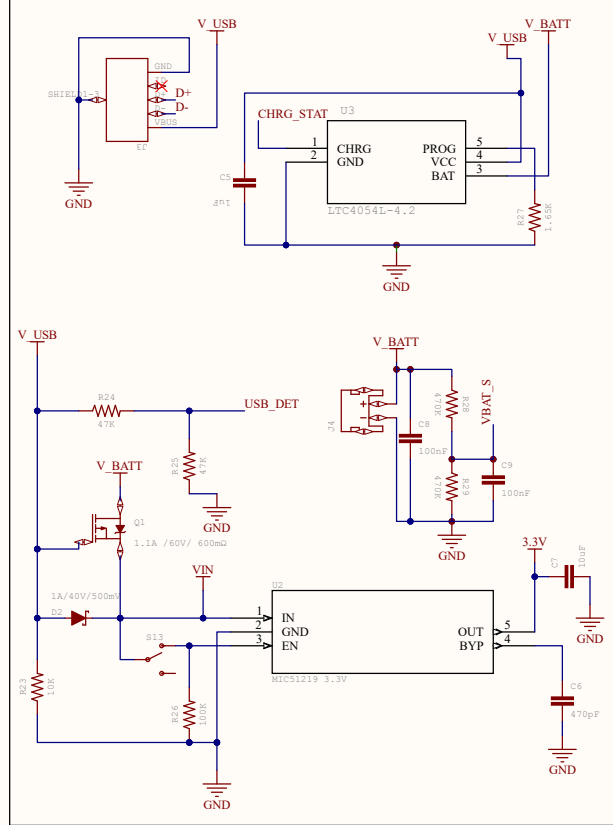 V_USB
GND
ID
D+
D+
SHIELD1-3
D-
D-
VBUS
J3
GND
V_BATT
V_USB
CHRG_STAT
U3
1
CHRG
PROG
5
2
GND
VCC
4
BAT
3
C5
1uF
LTC4054L-4.2
R27
1.65K
GND
V_USB
R24
47K
USB_DET
R25
47K
GND
V_BATT
Q1
1.1A /60V/ 600mΩ
V_BATT
J4
+
−
C8
100nF
R28
470K
VBAT_S
R29
470K
C9
100nF
GND
1A/40V/500mV
D2
VIN
S13
R23
10K
R26
100K
GND
U2
1
IN
2
GND
3
EN
OUT
5
BYP
4
MIC51219 3.3V
3.3V
C7
10uF
GND
C6
470pF
GND